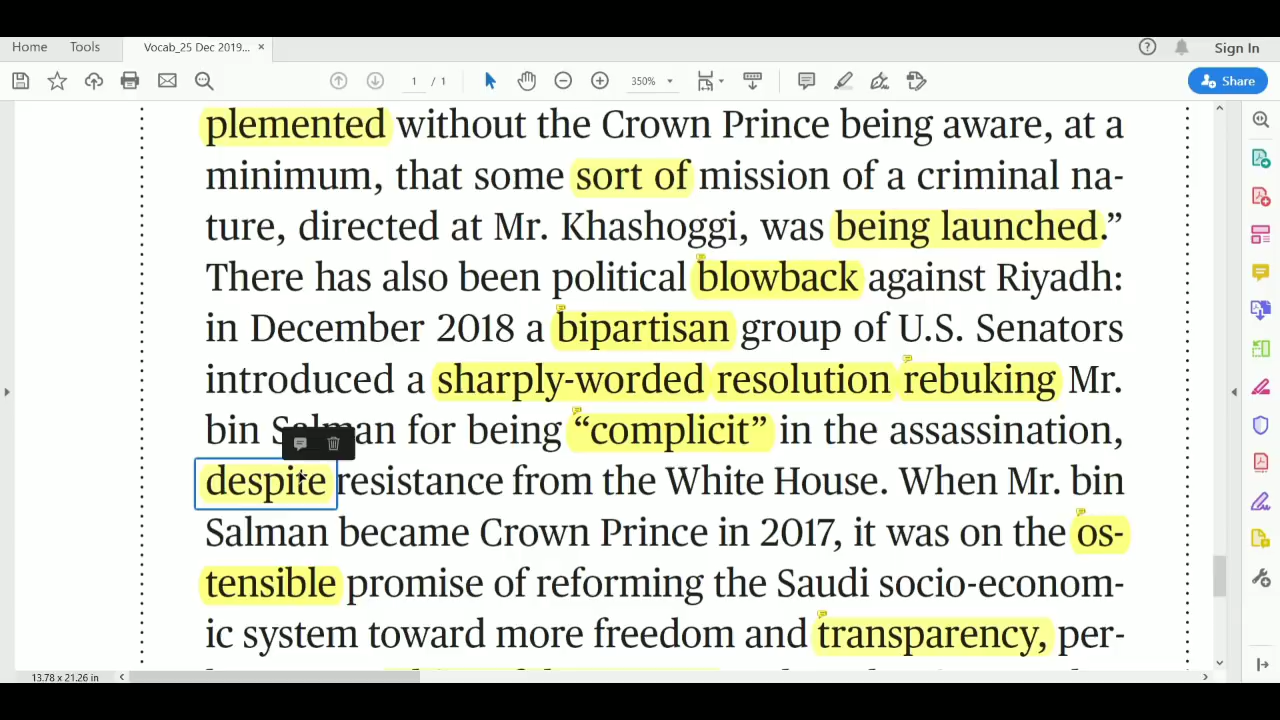 Home Tools Vocab_25 Dec 2019... × Sign In
1 / 1 350% Share
plemented without the Crown Prince being aware, at a
minimum, that some sort of mission of a criminal na-
ture, directed at Mr. Khashoggi, was being launched.”
There has also been political blowback against Riyadh:
in December 2018 a bipartisan group of U.S. Senators
introduced a sharply-worded resolution rebuking Mr.
bin Salman for being “complicit” in the assassination,
despite resistance from the White House. When Mr. bin
Salman became Crown Prince in 2017, it was on the os-
tensible promise of reforming the Saudi socio-econom-
ic system toward more freedom and transparency, per-
13.78 x 21.26 in